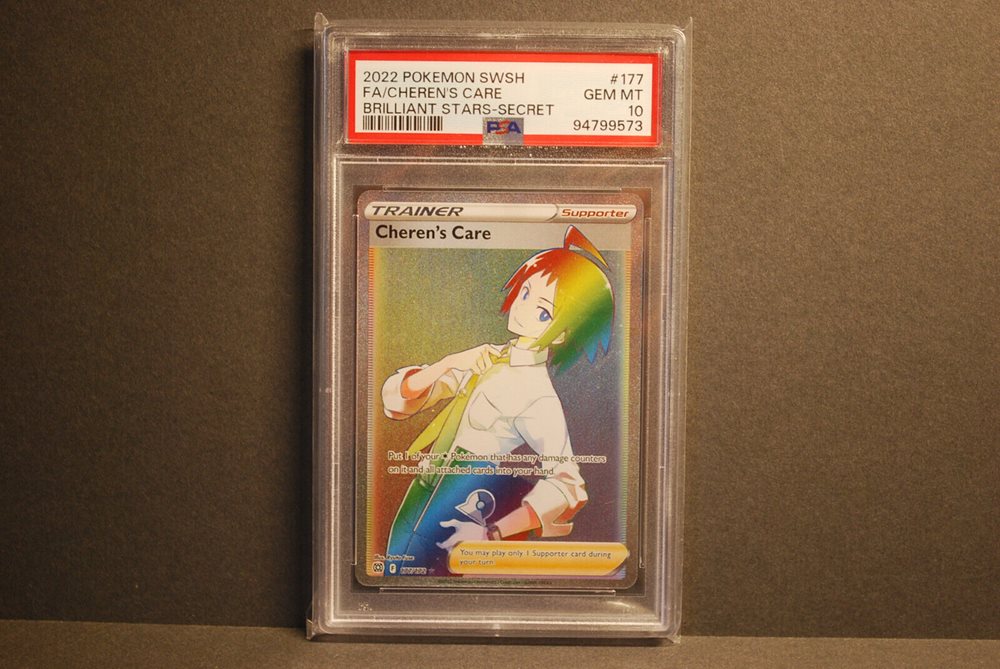 2022 POKEMON SWSH #177
FA/CHEREN'S CARE GEM MT
BRILLIANT STARS-SECRET 10
PSA 94799573
TRAINER Supporter
Cheren's Care
Put 1 of your Pokémon that has any damage counters
on it and all attached cards into your hand.
You may play only 1 Supporter card during
your turn.
F 177/172